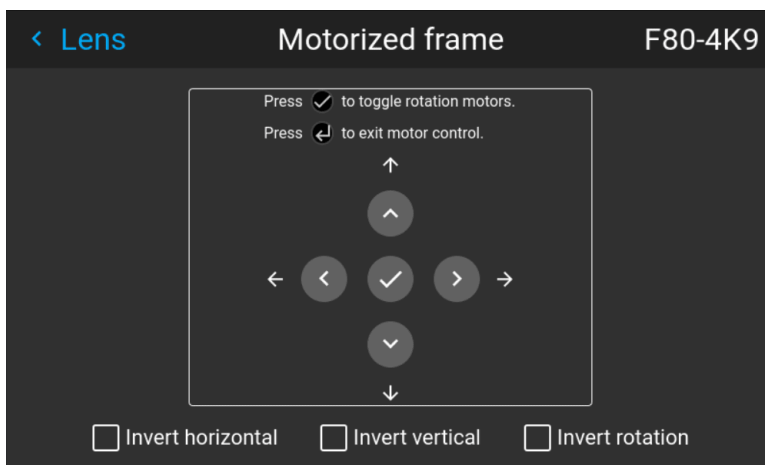 Lens Motorized frame F80-4K9
Press to toggle rotation motors.
Press to exit motor control.
Invert horizontal Invert vertical Invert rotation